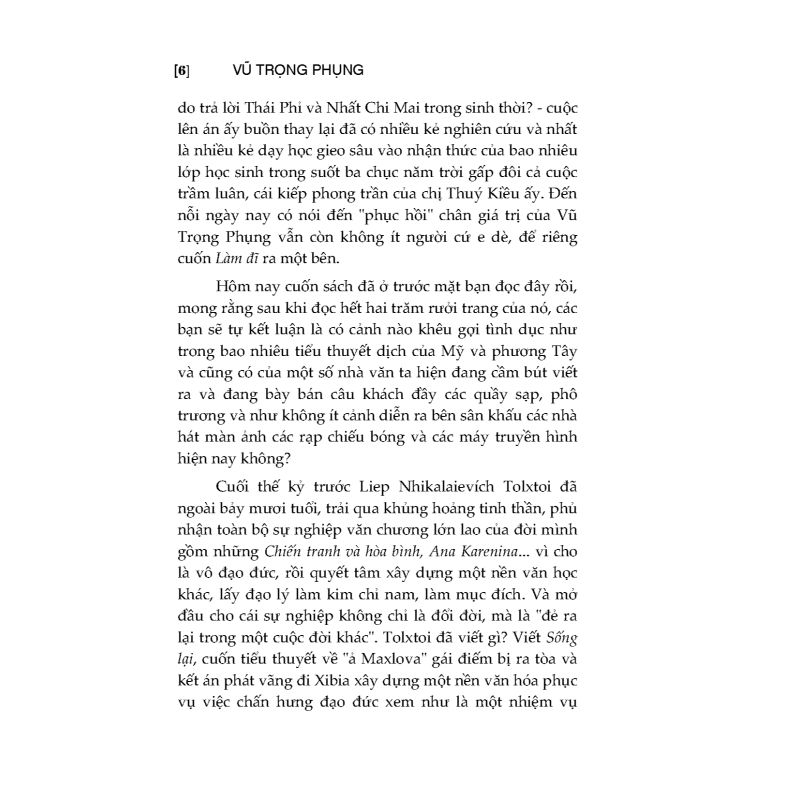 [6] VŨ TRỌNG PHỤNG
do trả lời Thái Phỉ và Nhất Chi Mai trong sinh thời? - cuộc
lên án ấy buồn thay lại đã có nhiều kẻ nghiên cứu và nhất
là nhiều kẻ dạy học gieo sâu vào nhận thức của bao nhiêu
lớp học sinh trong suốt ba chục năm trời gấp đôi cả cuộc
trầm luân, cái kiếp phong trần của chị Thuý Kiều ấy. Đến
nỗi ngày nay có nói đến "phục hồi" chân giá trị của Vũ
Trọng Phụng vẫn còn không ít người cứ e dè, để riêng
cuốn Làm đĩ ra một bên.
Hôm nay cuốn sách đã ở trước mặt bạn đọc đây rồi,
mong rằng sau khi đọc hết hai trăm rưởi trang của nó, các
bạn sẽ tự kết luận là có cảnh nào khêu gợi tình dục như
trong bao nhiêu tiểu thuyết dịch của Mỹ và phương Tây
và cũng có của một số nhà văn ta hiện đang cầm bút viết
ra và đang bày bán câu khách đầy các quầy sạp, phô
trương và như không ít cảnh diễn ra bên sân khấu các nhà
hát màn ảnh các rạp chiếu bóng và các máy truyền hình
hiện nay không?
Cuối thế kỷ trước Liep Nhikalaievích Tolxtoi đã
ngoài bảy mươi tuổi, trải qua khủng hoảng tinh thần, phủ
nhận toàn bộ sự nghiệp văn chương lớn lao của đời mình
gồm những Chiến tranh và hòa bình, Ana Karenina... vì cho
là vô đạo đức, rồi quyết tâm xây dựng một nền văn học
khác, lấy đạo lý làm kim chỉ nam, làm mục đích. Và mở
đầu cho cái sự nghiệp không chỉ là đổi đời, mà là "đẻ ra
lại trong một cuộc đời khác". Tolxtoi đã viết gì? Viết Sống
lại, cuốn tiểu thuyết về "ả Maxlova" gái điếm bị ra tòa và
kết án phát vãng đi Xibia xây dựng một nền văn hóa phục
vụ việc chấn hưng đạo đức xem như là một nhiệm vụ